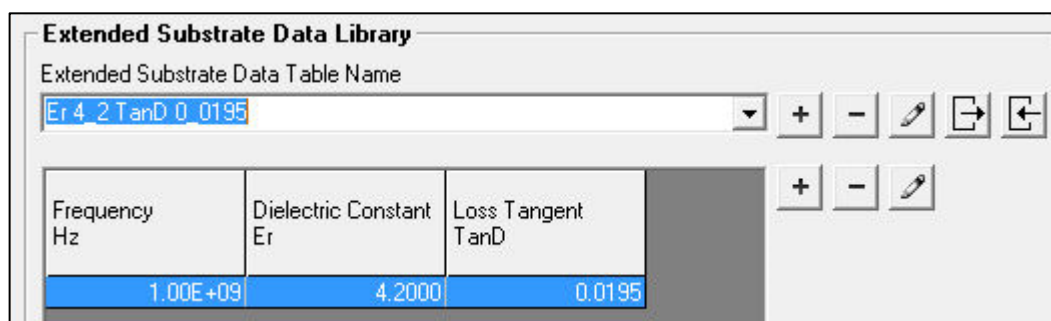 Extended Substrate Data Library
Extended Substrate Data Table Name
Er 4_2 TanD 0_0195
Frequency Hz
Dielectric Constant Er
Loss Tangent TanD
1.00E+09 4.2000 0.0195